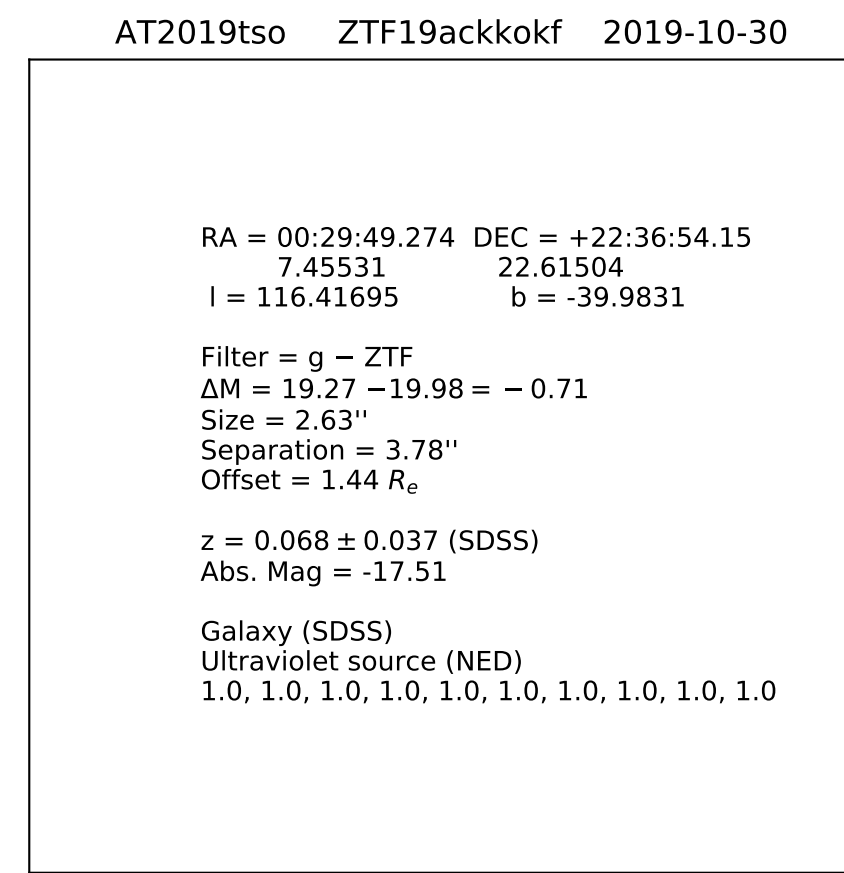 AT2019tso ZTF19ackkokf 2019-10-30
RA = 00:29:49.274 DEC = +22:36:54.15
7.45531 22.61504
l = 116.41695 b = -39.9831
Filter = g − ZTF
ΔM = 19.27 −19.98 = − 0.71
Size = 2.63''
Separation = 3.78''
Offset = 1.44 Re
z = 0.068 ± 0.037 (SDSS)
Abs. Mag = -17.51
Galaxy (SDSS)
Ultraviolet source (NED)
1.0, 1.0, 1.0, 1.0, 1.0, 1.0, 1.0, 1.0, 1.0, 1.0